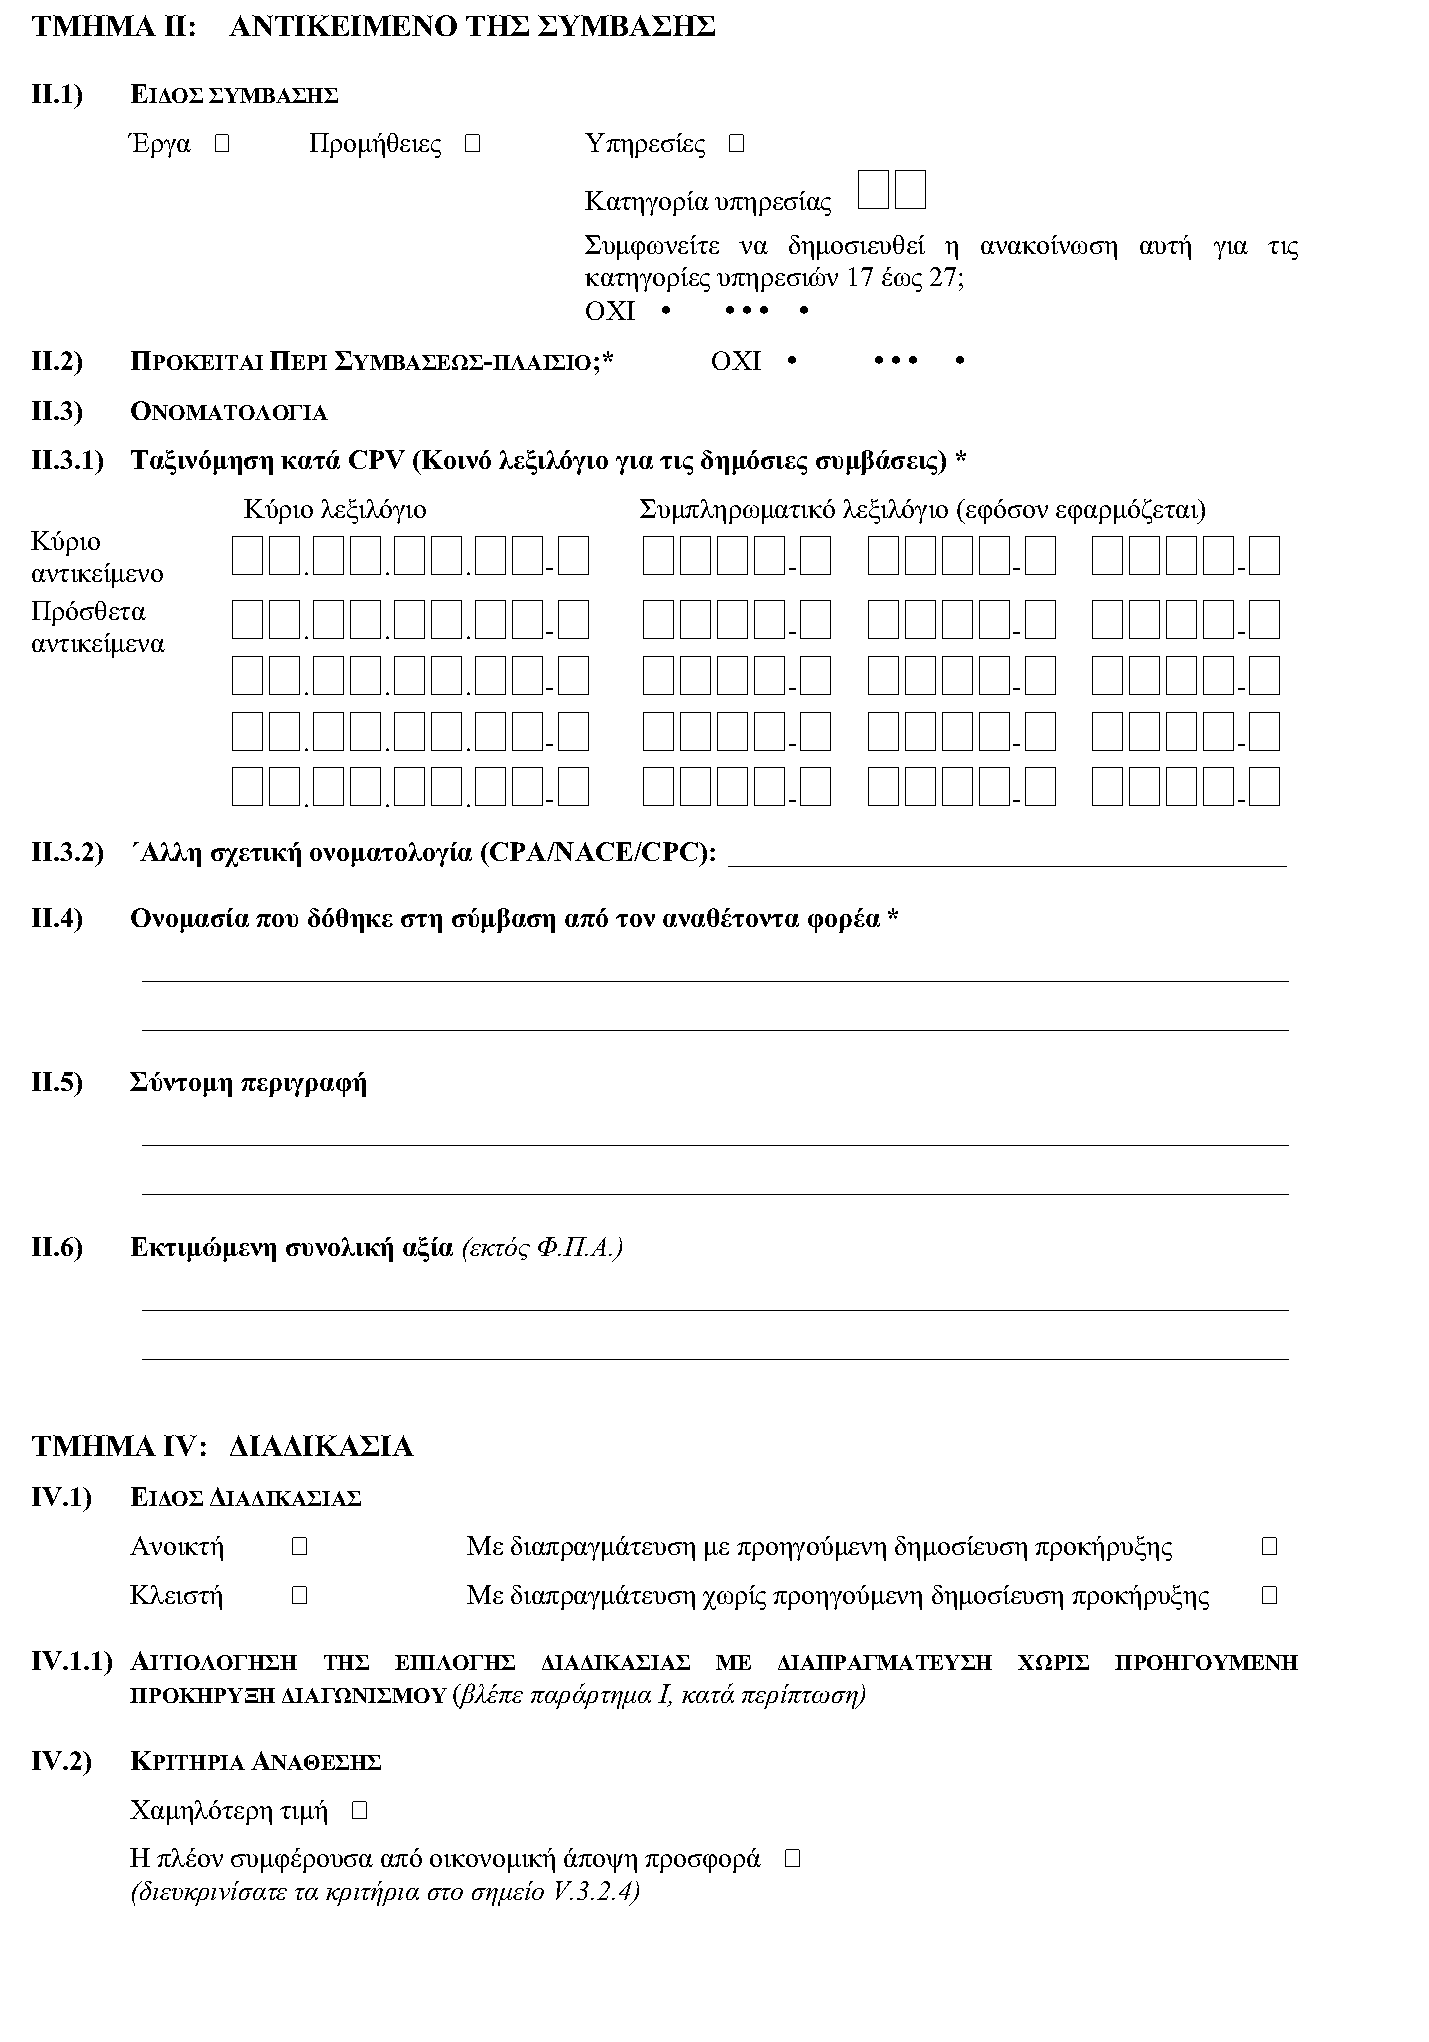 ΤΜΗΜΑ II: ΑΝΤΙΚΕΙΜΕΝΟ ΤΗΣ ΣΥΜΒΑΣΗΣ
II.1) ΕΙΔΟΣ ΣΥΜΒΑΣΗΣ
Έργα □ Προμήθειες □ Υπηρεσίες □
Κατηγορία υπηρεσίας □□
Συμφωνείτε να δημοσιευθεί η ανακοίνωση αυτή για τις
κατηγορίες υπηρεσιών 17 έως 27;
ΟΧΙ • • • • •
II.2) ΠΡΟΚΕΙΤΑΙ ΠΕΡΙ ΣΥΜΒΑΣΕΩΣ-ΠΛΑΙΣΙΟ;* ΟΧΙ • • • • •
II.3) ΟΝΟΜΑΤΟΛΟΓΙΑ
II.3.1) Ταξινόμηση κατά CPV (Κοινό λεξιλόγιο για τις δημόσιες συμβάσεις) *
Κύριο λεξιλόγιο Συμπληρωματικό λεξιλόγιο (εφόσον εφαρμόζεται)
Κύριο
αντικείμενο □□.□□.□□.□□-□ □□□□-□ □□□□-□ □□□□-□
Πρόσθετα
αντικείμενα □□.□□.□□.□□-□ □□□□-□ □□□□-□ □□□□-□
□□.□□.□□.□□-□ □□□□-□ □□□□-□ □□□□-□
□□.□□.□□.□□-□ □□□□-□ □□□□-□ □□□□-□
□□.□□.□□.□□-□ □□□□-□ □□□□-□ □□□□-□
II.3.2) ΄Αλλη σχετική ονοματολογία (CPA/NACE/CPC):
II.4) Ονομασία που δόθηκε στη σύμβαση από τον αναθέτοντα φορέα *
II.5) Σύντομη περιγραφή
II.6) Εκτιμώμενη συνολική αξία (εκτός Φ.Π.Α.)
ΤΜΗΜΑ IV: ΔΙΑΔΙΚΑΣΙΑ
IV.1) ΕΙΔΟΣ ΔΙΑΔΙΚΑΣΙΑΣ
Ανοικτή □ Με διαπραγμάτευση με προηγούμενη δημοσίευση προκήρυξης □
Κλειστή □ Με διαπραγμάτευση χωρίς προηγούμενη δημοσίευση προκήρυξης □
IV.1.1) ΑΙΤΙΟΛΟΓΗΣΗ ΤΗΣ ΕΠΙΛΟΓΗΣ ΔΙΑΔΙΚΑΣΙΑΣ ΜΕ ΔΙΑΠΡΑΓΜΑΤΕΥΣΗ ΧΩΡΙΣ ΠΡΟΗΓΟΥΜΕΝΗ
ΠΡΟΚΗΡΥΞΗ ΔΙΑΓΩΝΙΣΜΟΥ (βλέπε παράρτημα I, κατά περίπτωση)
IV.2) ΚΡΙΤΗΡΙΑ ΑΝΑΘΕΣΗΣ
Χαμηλότερη τιμή □
Η πλέον συμφέρουσα από οικονομική άποψη προσφορά □
(διευκρινίσατε τα κριτήρια στο σημείο V.3.2.4)